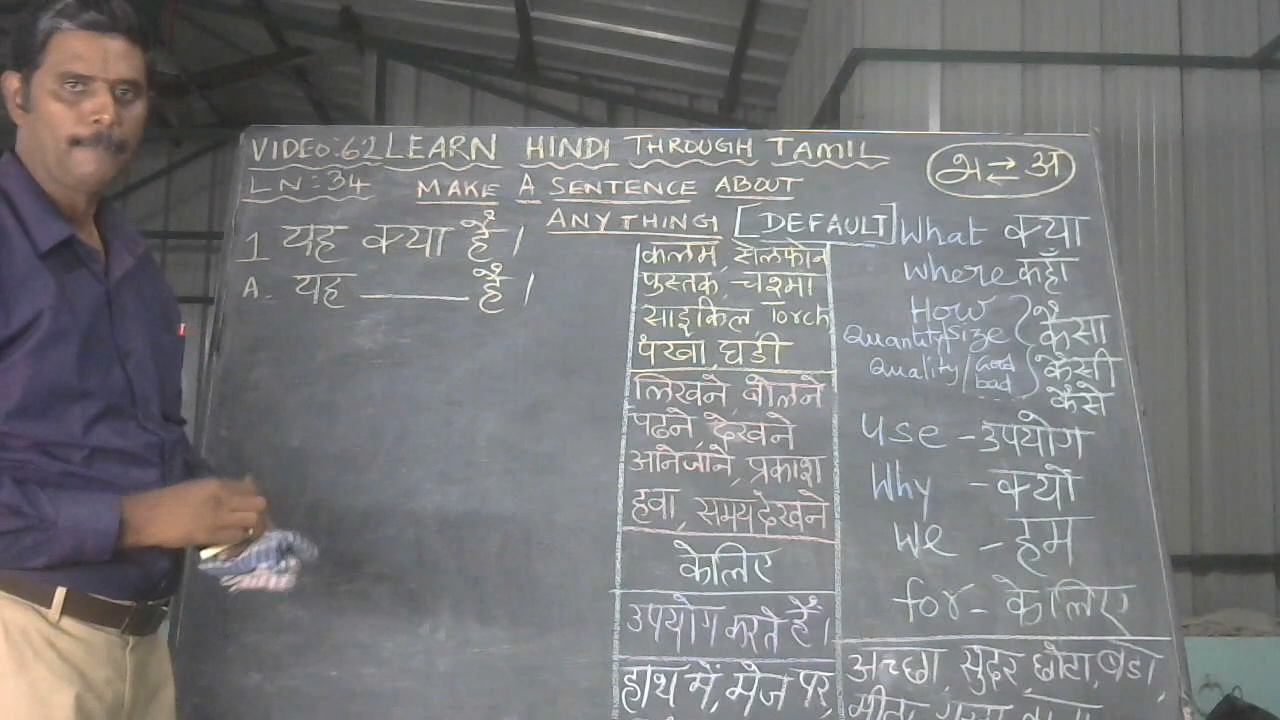 VIDEO:62 LEARN HINDI THROUGH TAMIL
அ ⇄ अ
LN:34 MAKE A SENTENCE ABOUT
ANYTHING [DEFAULT]
1 यह क्या है।
A. यह ______ है।
कलम, सेलफोन
पुस्तक, चश्मा
साइकिल, Torch
पंखा, घडी
लिखने, बोलने
पढने, देखने
आनेजाने, प्रकाश
हवा, समय देखने
केलिए
उपयोग करते हैं।
हाथ में, मेज पर,
What क्या
where कहाँ
How
Quantity/size
Quality/Good bad
कैसा
कैसी
कैसे
use - उपयोग
Why - क्यों
We - हम
for - केलिए
अच्छा, सुंदर, छोटा, बडा,